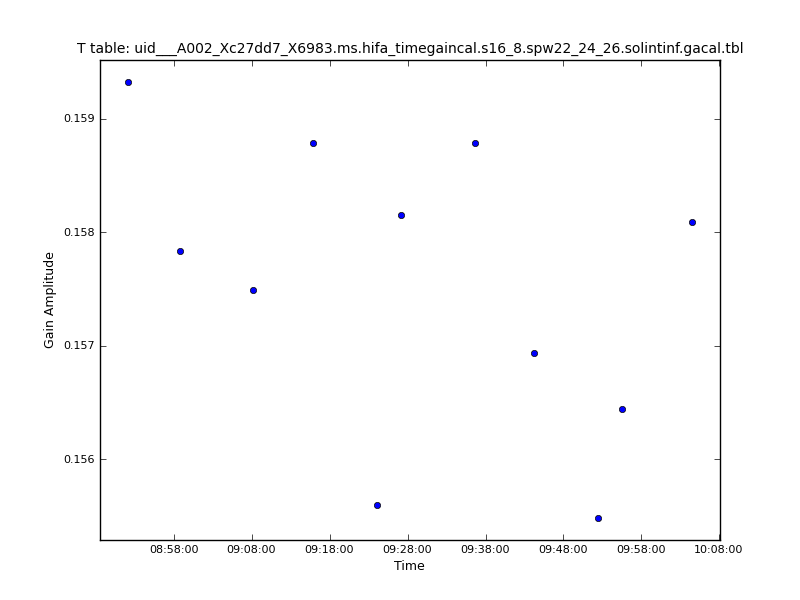 T table: uid___A002_Xc27dd7_X6983.ms.hifa_timegaincal.s16_8.spw22_24_26.solintinf.gacal.tbl
0.159
0.158
0.157
0.156
Gain Amplitude
08:58:00 09:08:00 09:18:00 09:28:00 09:38:00 09:48:00 09:58:00 10:08:00
Time